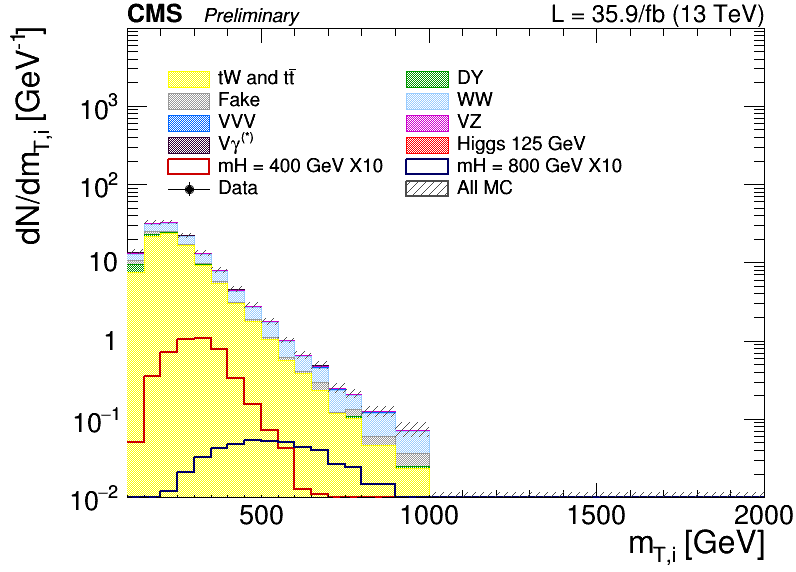 CMS Preliminary L = 35.9/fb (13 TeV)
dN/dm_{T,i} [GeV⁻¹]
tW and tt̄ DY
Fake WW
VVV VZ
Vγ⁽*⁾ Higgs 125 GeV
mH = 400 GeV X10 mH = 800 GeV X10
Data All MC
10³
10²
10
1
10⁻¹
10⁻²
500 1000 1500 2000
m_{T,i} [GeV]